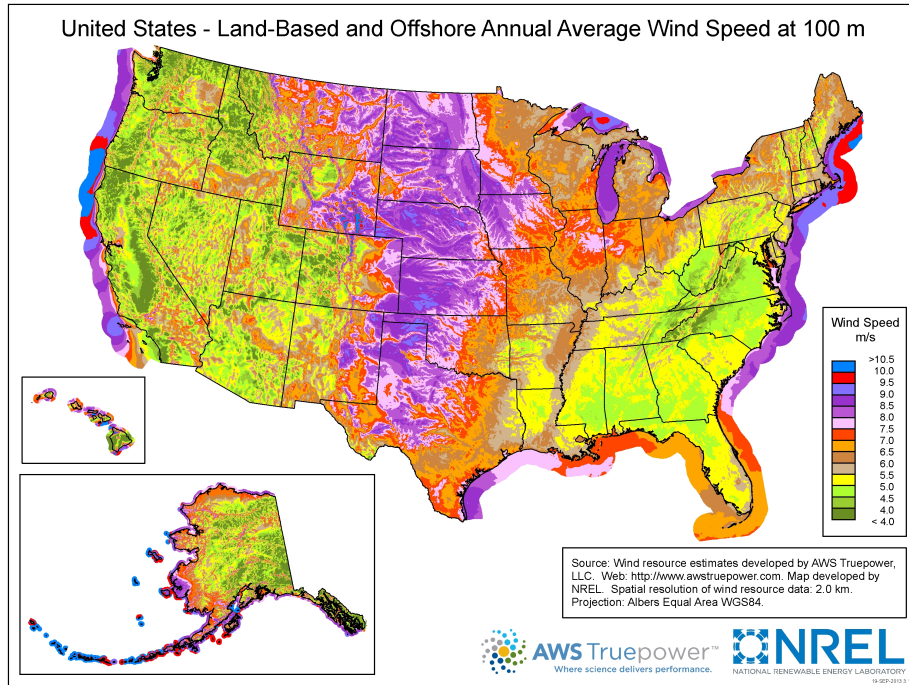 United States - Land-Based and Offshore Annual Average Wind Speed at 100 m
Wind Speed
m/s
>10.5
10.0
9.5
9.0
8.5
8.0
7.5
7.0
6.5
6.0
5.5
5.0
4.5
4.0
< 4.0
Source: Wind resource estimates developed by AWS Truepower,
LLC. Web: http://www.awstruepower.com. Map developed by
NREL. Spatial resolution of wind resource data: 2.0 km.
Projection: Albers Equal Area WGS84.
AWS Truepower™
Where science delivers performance.
NREL
NATIONAL RENEWABLE ENERGY LABORATORY